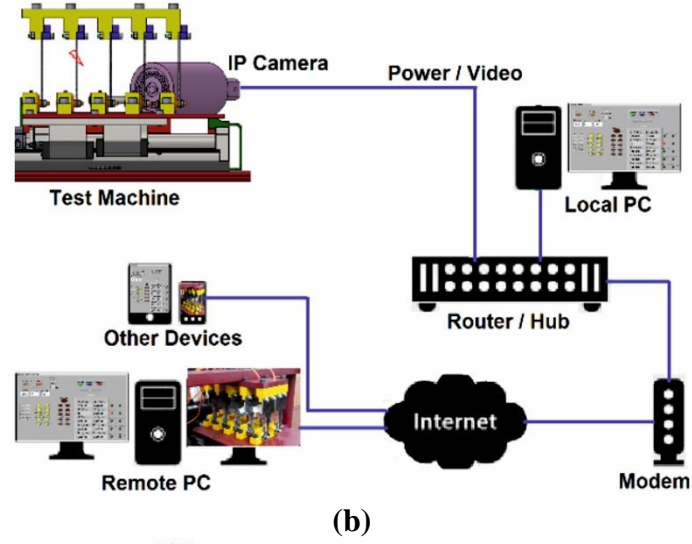 IP Camera
Power / Video
Test Machine
Local PC
Router / Hub
Other Devices
Internet
Remote PC
Modem
(b)